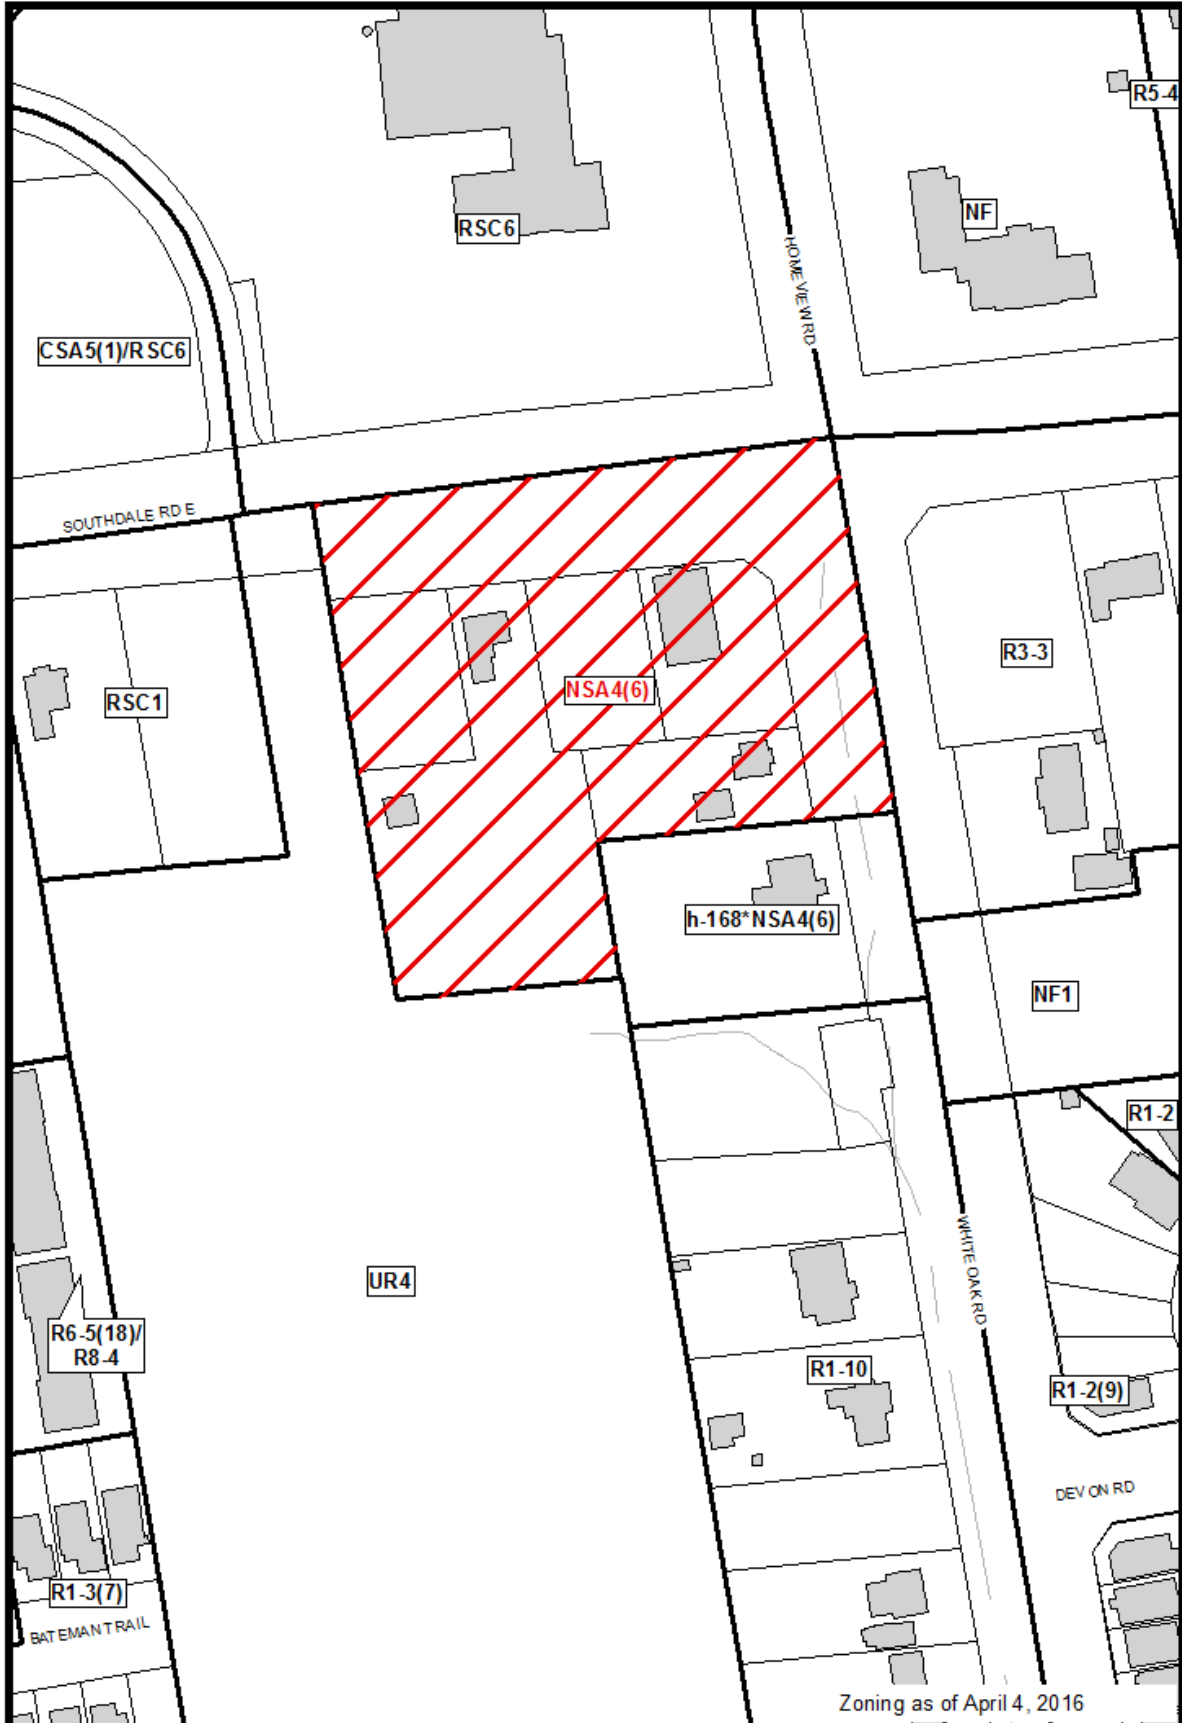 R5-4
NF
RSC6
HOMEVIEW RD
CSA5(1)/RSC6
SOUTHDALE RD E
R3-3
NSA4(6)
RSC1
h-168*NSA4(6)
NF1
R1-2
WHITE OAK RD
UR4
R6-5(18)/
R8-4
R1-10
R1-2(9)
DEVON RD
R1-3(7)
BATEMAN TRAIL
Zoning as of April 4, 2016